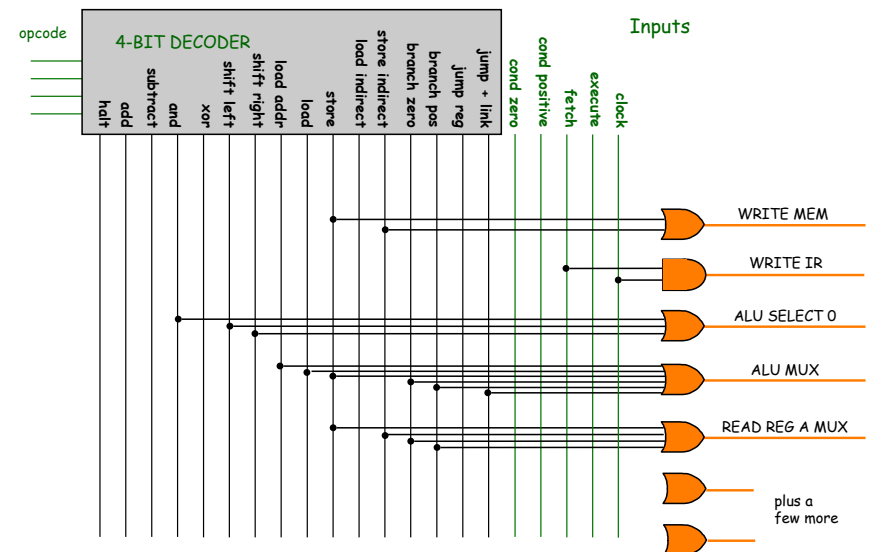 Inputs
opcode
4-BIT DECODER
halt
add
subtract
and
xor
shift left
shift right
load addr
load
store
load indirect
store indirect
branch zero
branch pos
jump reg
jump + link
cond zero
cond positive
fetch
execute
clock
WRITE MEM
WRITE IR
ALU SELECT 0
ALU MUX
READ REG A MUX
plus a
few more